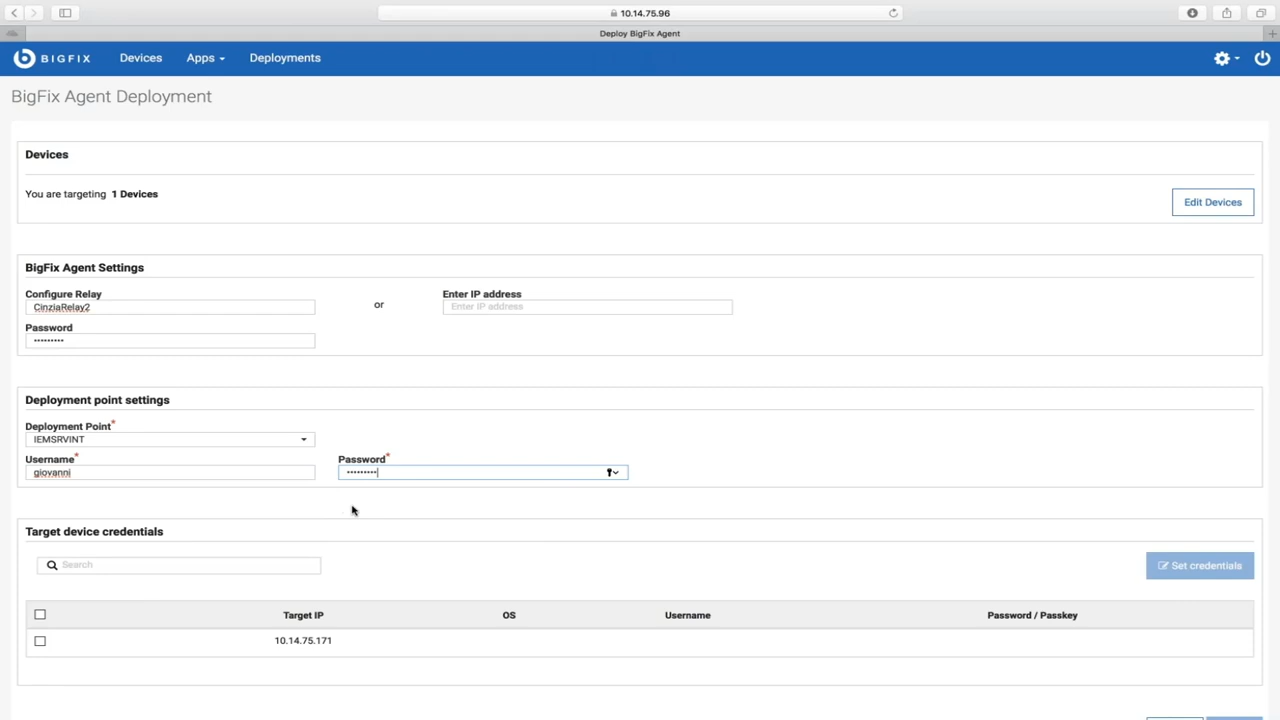 10.14.75.96
Deploy BigFix Agent
BIGFIX Devices Apps Deployments
BigFix Agent Deployment
Devices
You are targeting 1 Devices
Edit Devices
BigFix Agent Settings
Configure Relay
CinziaRelay2
or
Enter IP address
Enter IP address
Password
•••••••••
Deployment point settings
Deployment Point*
IEMSRVINT
Username*
giovanni
Password*
•••••••••
Target device credentials
Search
Set credentials
Target IP OS Username Password / Passkey
10.14.75.171